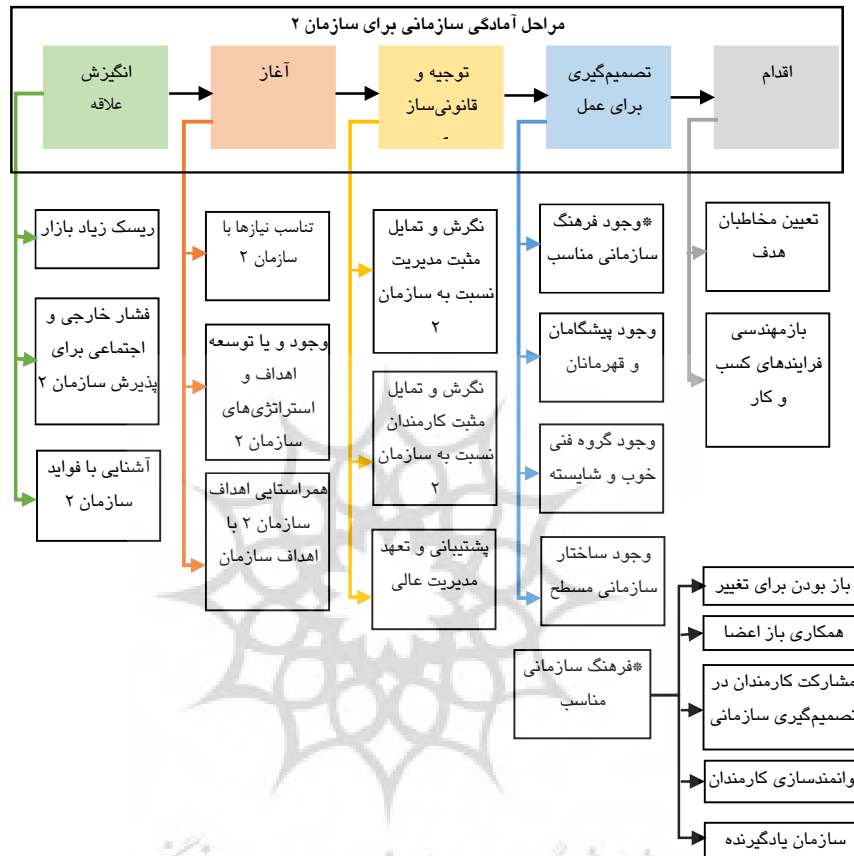 مراحل آمادگی سازمانی برای سازمان ۲
انگیزش
علاقه
آغاز
توجیه و
قانونی‌ساز
تصمیم‌گیری
برای عمل
اقدام
ریسک زیاد بازار
فشار خارجی و
اجتماعی برای
پذیرش سازمان ۲
آشنایی با فواید
سازمان ۲
تناسب نیازها با
سازمان ۲
وجود و یا توسعه
اهداف و
استراتژی‌های
سازمان ۲
همراستایی اهداف
سازمان ۲ با
اهداف سازمان
نگرش و تمایل
مثبت مدیریت
نسبت به سازمان
۲
نگرش و تمایل
مثبت کارمندان
نسبت به سازمان
۲
پشتیبانی و تعهد
مدیریت عالی
*وجود فرهنگ
سازمانی مناسب
وجود پیشگامان
و قهرمانان
وجود گروه فنی
خوب و شایسته
وجود ساختار
سازمانی مسطح
تعیین مخاطبان
هدف
بازمهندسی
فرایندهای کسب
و کار
*فرهنگ سازمانی
مناسب
باز بودن برای تغییر
همکاری باز اعضا
مشارکت کارمندان در
تصمیم‌گیری سازمانی
وانمندسازی کارمندان
سازمان یادگیرنده